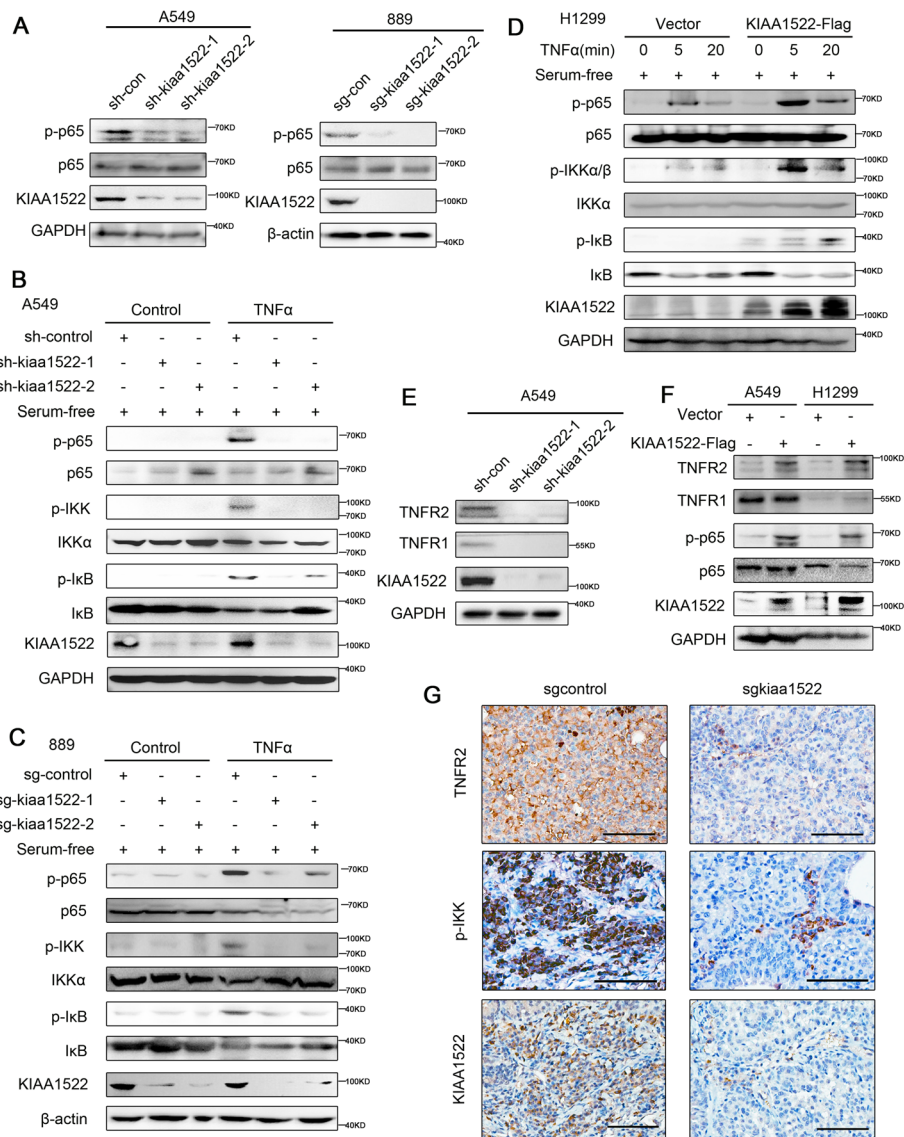 A
A549
sh-con
sh-kiaa1522-1
sh-kiaa1522-2
p-p65
70KD
p65
70KD
KIAA1522
100KD
GAPDH
40KD
889
sg-con
sg-kiaa1522-1
sg-kiaa1522-2
p-p65
70KD
p65
70KD
KIAA1522
100KD
β-actin
40KD
B
A549
Control TNFα
sh-control + - - + - -
sh-kiaa1522-1 - + - - + -
sh-kiaa1522-2 - - + - - +
Serum-free + + + + + +
p-p65
70KD
p65
70KD
p-IKK
100KD
70KD
IKKα
100KD
70KD
p-IκB
40KD
IκB
40KD
KIAA1522
100KD
GAPDH
40KD
C
889
Control TNFα
sg-control + - - + - -
sg-kiaa1522-1 - + - - + -
sg-kiaa1522-2 - - + - - +
Serum-free + + + + + +
p-p65
70KD
p65
70KD
p-IKK
100KD
70KD
IKKα
100KD
70KD
p-IκB
40KD
IκB
40KD
KIAA1522
100KD
β-actin
40KD
D
H1299
Vector KIAA1522-Flag
TNFα(min) 0 5 20 0 5 20
Serum-free + + + + + +
p-p65
70KD
p65
70KD
p-IKKα/β
100KD
70KD
IKKα
100KD
70KD
p-IκB
40KD
IκB
40KD
KIAA1522
100KD
GAPDH
40KD
E
A549
sh-con
sh-kiaa1522-1
sh-kiaa1522-2
TNFR2
100KD
TNFR1
55KD
KIAA1522
100KD
GAPDH
40KD
F
A549 H1299
Vector + - + -
KIAA1522-Flag - + - +
TNFR2
100KD
TNFR1
55KD
p-p65
70KD
p65
70KD
KIAA1522
100KD
GAPDH
40KD
G
sgcontrol sgkiaa1522
TNFR2
p-IKK
KIAA1522